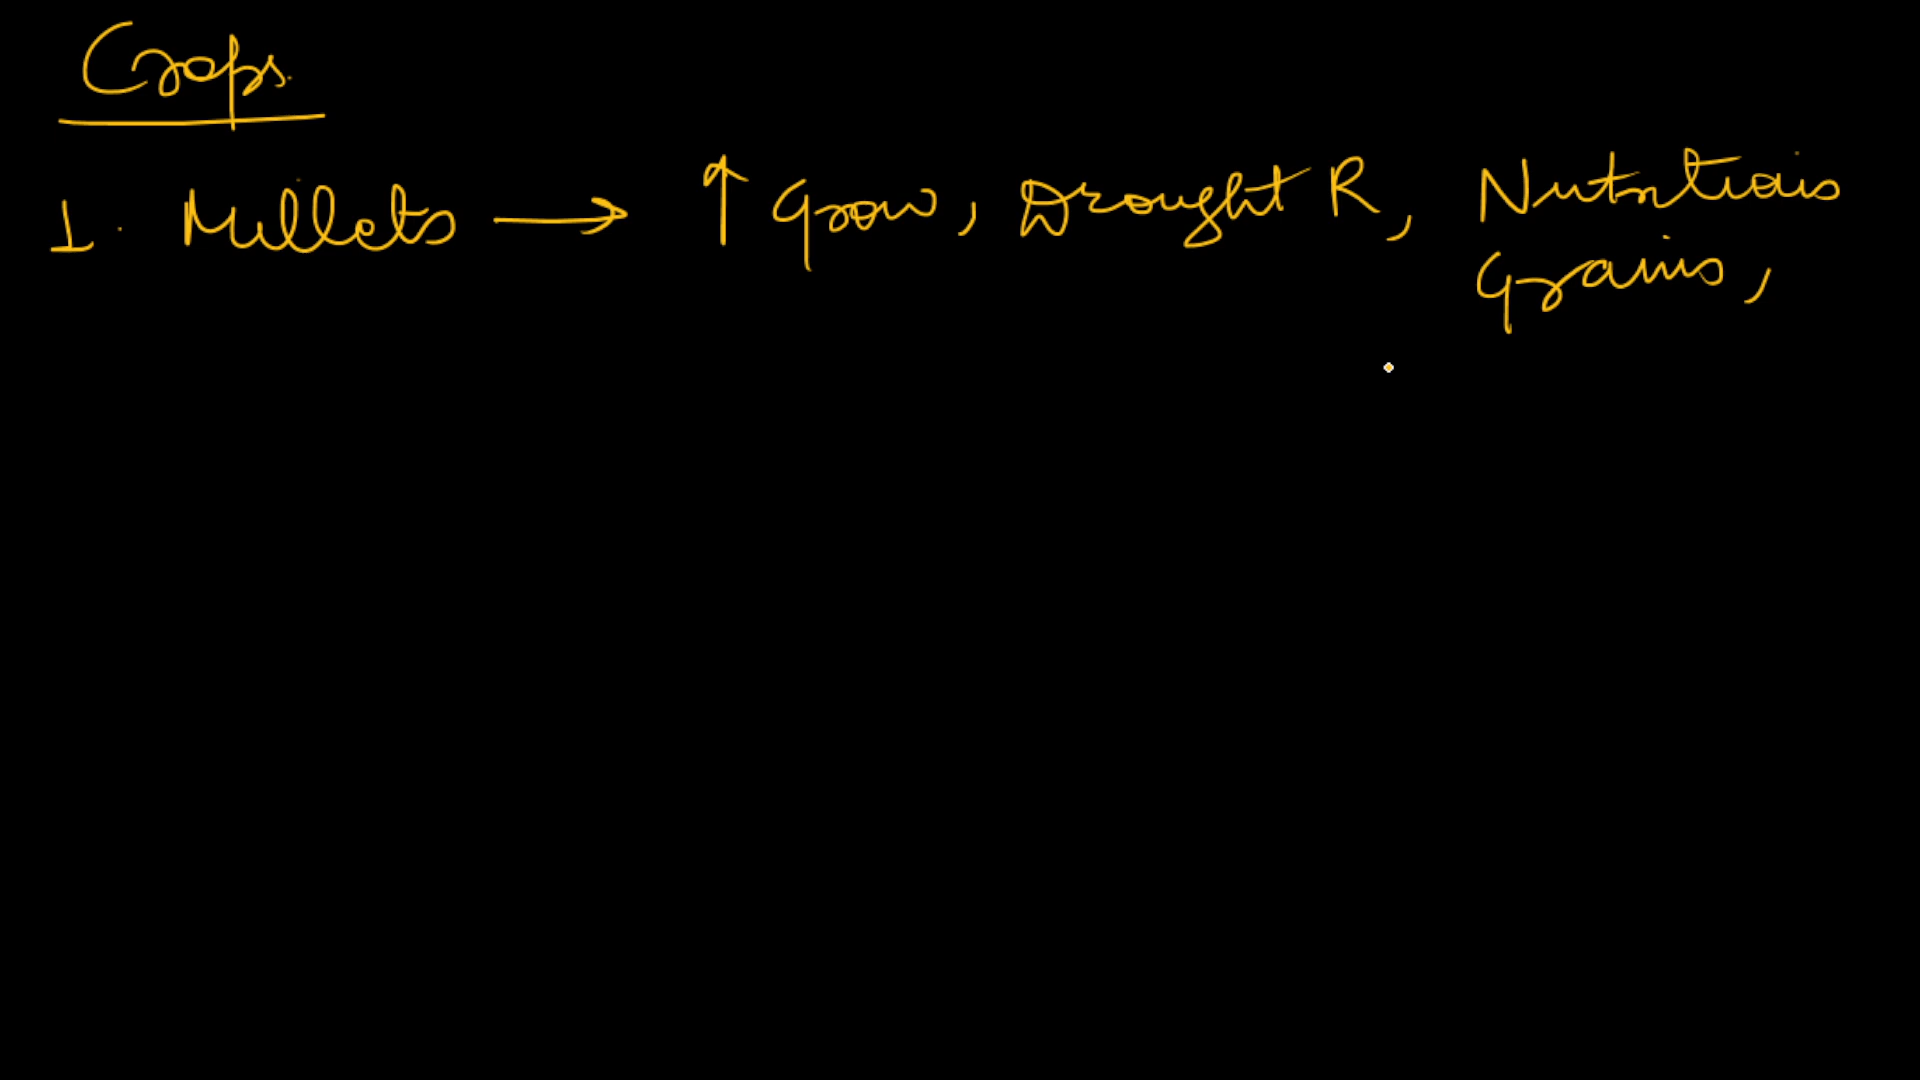 Crops.
1. Millets → ↑ Grow, Drought R, Nutritious
Grains,